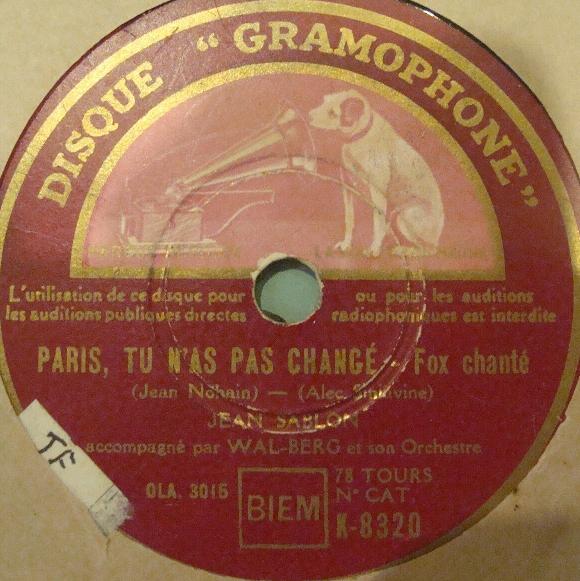 DISQUE "GRAMOPHONE"
L'utilisation de ce disque pour ou pour les auditions
les auditions publiques directes radiophoniques est interdite
PARIS, TU N'AS PAS CHANGÉ - Fox chanté
(Jean Nohain) — (Alec Siniavine)
JEAN SABLON
accompagné par WAL-BERG et son Orchestre
JF
OLA. 3015
BIEM
78 TOURS
N° CAT.
K-8320